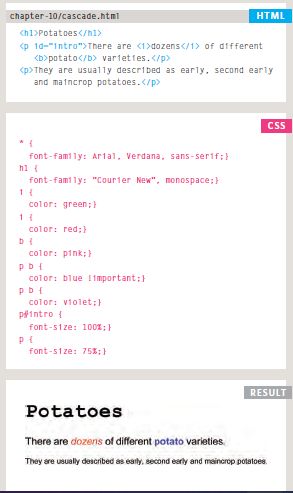 chapter-10/cascade.html
HTML
<h1>Potatoes</h1>
<p id="intro">There are <i>dozens</i> of different
<b>potato</b> varieties.</p>
<p>They are usually described as early, second early
and maincrop potatoes.</p>
CSS
* {
font-family: Arial, Verdana, sans-serif;}
h1 {
font-family: "Courier New", monospace;}
i {
color: green;}
i {
color: red;}
b {
color: pink;}
p b {
color: blue !important;}
p b {
color: violet;}
p#intro {
font-size: 100%;}
p {
font-size: 75%;}
RESULT
Potatoes
There are dozens of different potato varieties.
They are usually described as early, second early and maincrop potatoes.